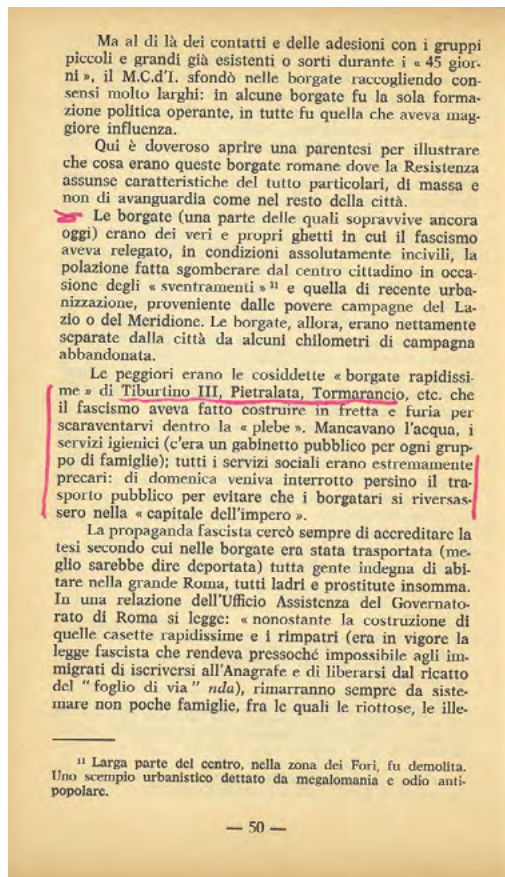 Ma al di là dei contatti e delle adesioni con i gruppi
piccoli e grandi già esistenti o sorti durante i « 45 gior-
ni », il M.C.d'I. sfondò nelle borgate raccogliendo con-
sensi molto larghi: in alcune borgate fu la sola forma-
zione politica operante, in tutte fu quella che aveva mag-
giore influenza.
Qui è doveroso aprire una parentesi per illustrare
che cosa erano queste borgate romane dove la Resistenza
assunse caratteristiche del tutto particolari, di massa e
non di avanguardia come nel resto della città.
Le borgate (una parte delle quali sopravvive ancora
oggi) erano dei veri e propri ghetti in cui il fascismo
aveva relegato, in condizioni assolutamente incivili, la
polazione fatta sgomberare dal centro cittadino in occa-
sione degli « sventramenti » 11 e quella di recente urba-
nizzazione, proveniente dalle povere campagne del La-
zio o del Meridione. Le borgate, allora, erano nettamente
separate dalla città da alcuni chilometri di campagna
abbandonata.
Le peggiori erano le cosiddette « borgate rapidissi-
me » di Tiburtino III, Pietralata, Tormarancio, etc. che
il fascismo aveva fatto costruire in fretta e furia per
scaraventarvi dentro la « plebe ». Mancavano l'acqua, i
servizi igienici (c'era un gabinetto pubblico per ogni grup-
po di famiglie); tutti i servizi sociali erano estremamente
precari: di domenica veniva interrotto persino il tra-
sporto pubblico per evitare che i borgatari si riversas-
sero nella « capitale dell'impero ».
La propaganda fascista cercò sempre di accreditare la
tesi secondo cui nelle borgate era stata trasportata (me-
glio sarebbe dire deportata) tutta gente indegna di abi-
tare nella grande Roma, tutti ladri e prostitute insomma.
In una relazione dell'Ufficio Assistenza del Governato-
rato di Roma si legge: « nonostante la costruzione di
quelle casette rapidissime e i rimpatri (era in vigore la
legge fascista che rendeva pressoché impossibile agli im-
migrati di iscriversi all'Anagrafe e di liberarsi dal ricatto
del " foglio di via " nda), rimarranno sempre da siste-
mare non poche famiglie, fra le quali le riottose, le ille-
11 Larga parte del centro, nella zona dei Fori, fu demolita.
Uno scempio urbanistico dettato da megalomania e odio anti-
popolare.
— 50 —